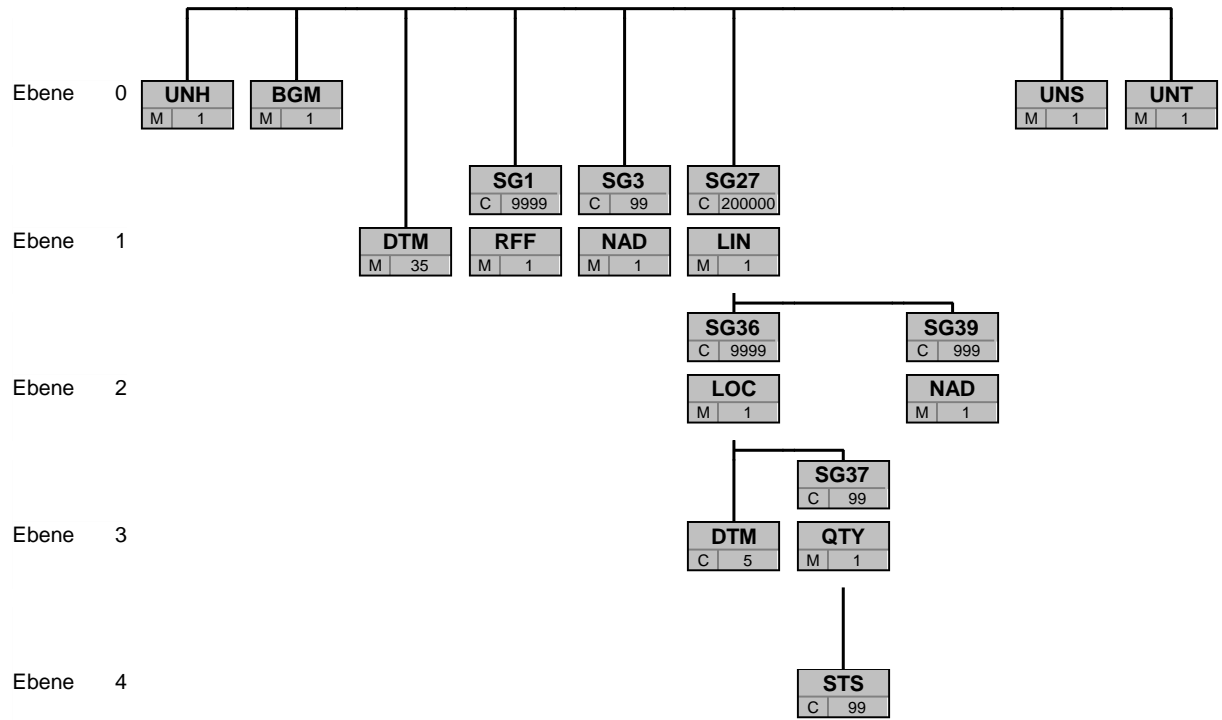 Ebene 0 UNH BGM UNS UNT
M 1 M 1 M 1 M 1
SG1 SG3 SG27
C 9999 C 99 C 200000
Ebene 1 DTM RFF NAD LIN
M 35 M 1 M 1 M 1
SG36 SG39
C 9999 C 999
Ebene 2 LOC NAD
M 1 M 1
SG37
C 99
Ebene 3 DTM QTY
C 5 M 1
Ebene 4 STS
C 99